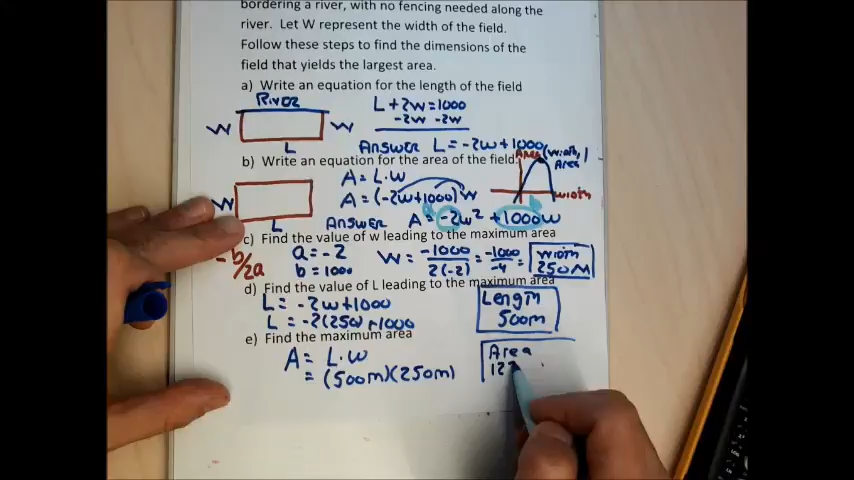 bordering a river, with no fencing needed along the
river. Let W represent the width of the field.
Follow these steps to find the dimensions of the
field that yields the largest area.
a) Write an equation for the length of the field
RIVER
W W
L
L + 2W = 1000
-2W -2W
ANSWER L = -2W + 1000
b) Write an equation for the area of the field.
W
L
A = L·W
A = (-2W + 1000)W
ANSWER A = -2W² + 1000W
AREA
(Width,
AREA
width
b
c) Find the value of w leading to the maximum area
-b/2a
a = -2
b = 1000
W = -1000/2(-2) = -1000/-4 =
Width
250M
d) Find the value of L leading to the maximum area
L = -2W + 1000
L = -2(250) + 1000
Length
500m
e) Find the maximum area
A = L·W
= (500m)(250m)
Area
12